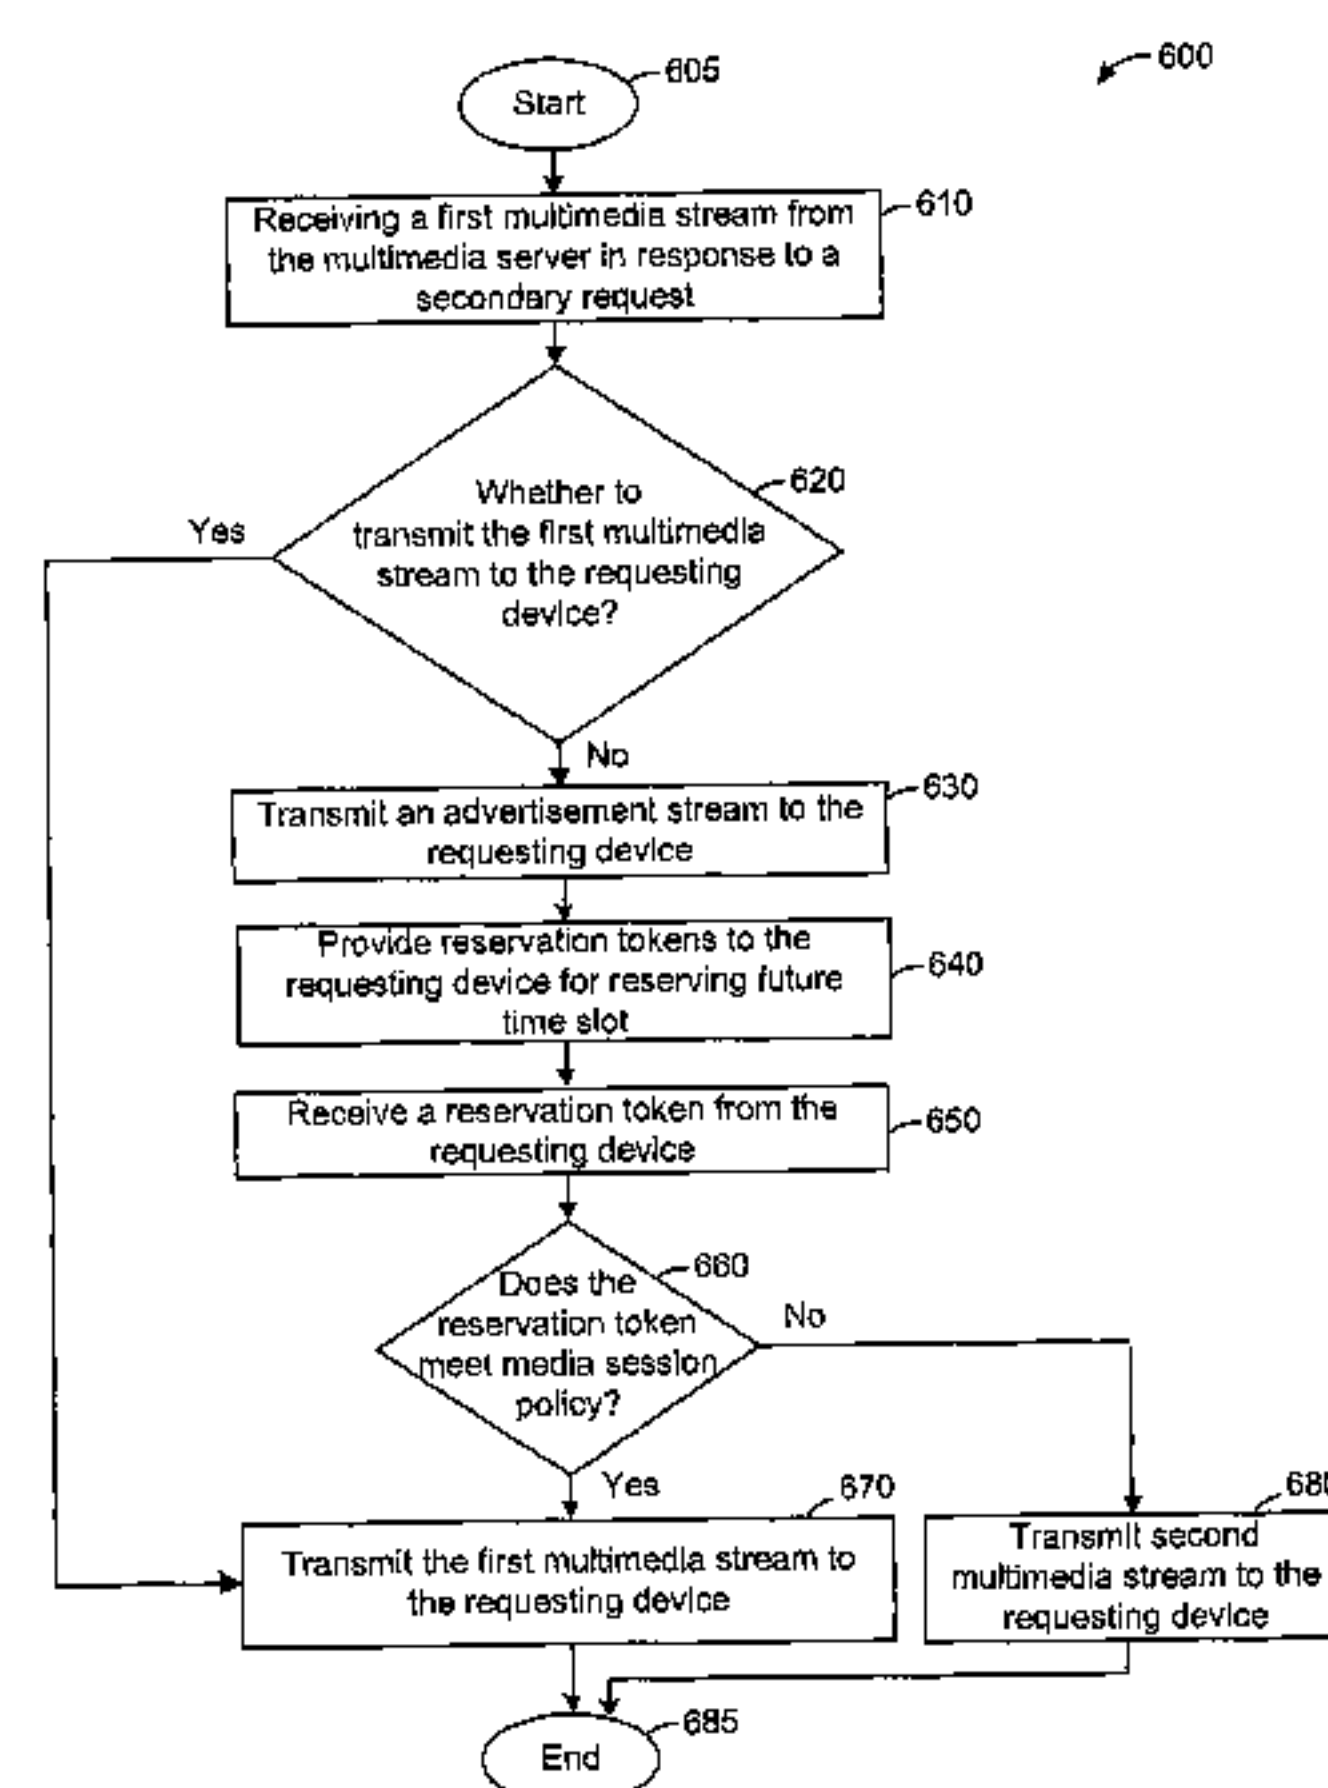 600
605
Start
610
Receiving a first multimedia stream from
the multimedia server in response to a
secondary request
620
Whether to
transmit the first multimedia
stream to the requesting
device?
Yes
No
630
Transmit an advertisement stream to the
requesting device
Provide reservation tokens to the
requesting device for reserving future
time slot
640
Receive a reservation token from the
requesting device
650
660
Does the
reservation token
meet media session
policy?
No
Yes
670
Transmit the first multimedia stream to
the requesting device
680
Transmit second
multimedia stream to the
requesting device
685
End